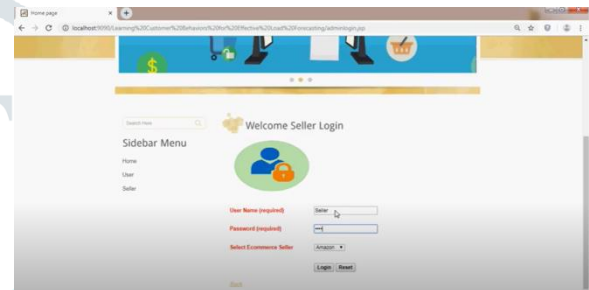 Home page
localhost:9090/Learning%20Customer%20Behaviors%20for%20Effective%20Load%20Forecasting/adminlogin.jsp
Search Here
Welcome Seller Login
Sidebar Menu
Home
User
Seller
User Name (required)
Seller
Password (required)
Select Ecommerce Seller
Amazon
Login Reset
Back